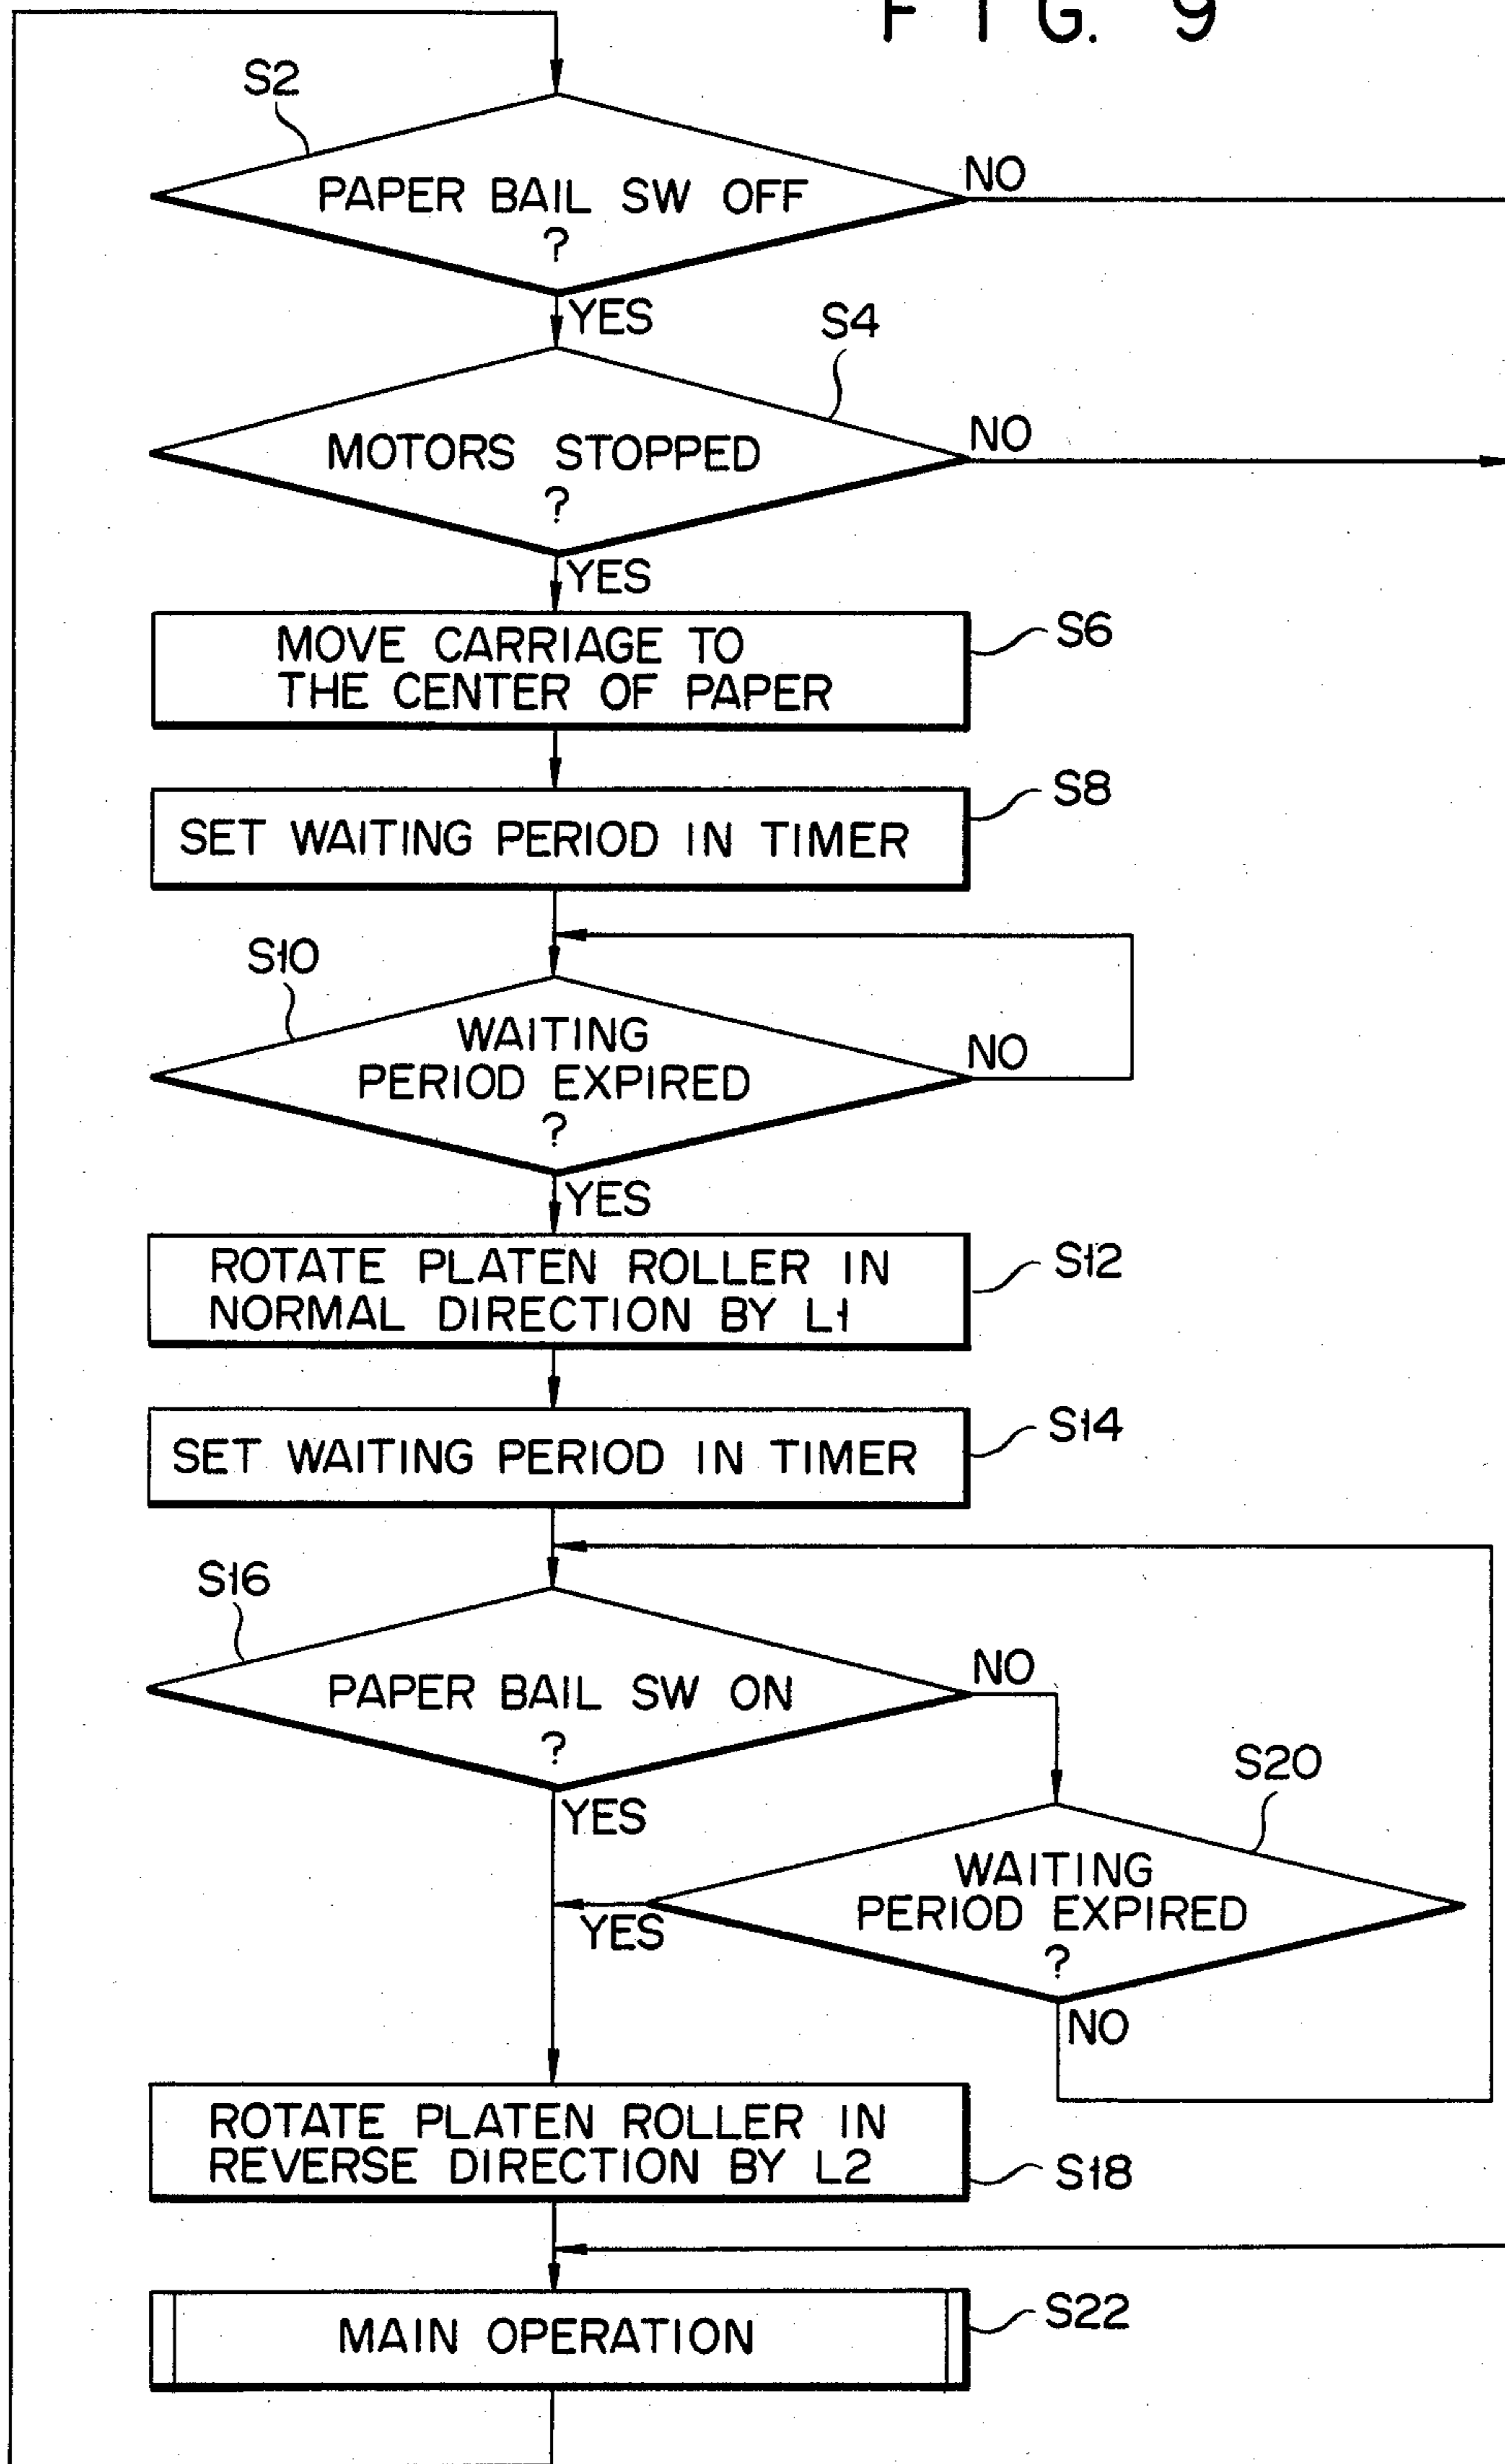 FIG. 9
S2
PAPER BAIL SW OFF
?
NO
YES
S4
MOTORS STOPPED
?
NO
YES
MOVE CARRIAGE TO
THE CENTER OF PAPER
S6
SET WAITING PERIOD IN TIMER
S8
S10
WAITING
PERIOD EXPIRED
?
NO
YES
ROTATE PLATEN ROLLER IN
NORMAL DIRECTION BY L1
S12
SET WAITING PERIOD IN TIMER
S14
S16
PAPER BAIL SW ON
?
NO
YES
S20
WAITING
PERIOD EXPIRED
?
YES
NO
ROTATE PLATEN ROLLER IN
REVERSE DIRECTION BY L2
S18
MAIN OPERATION
S22